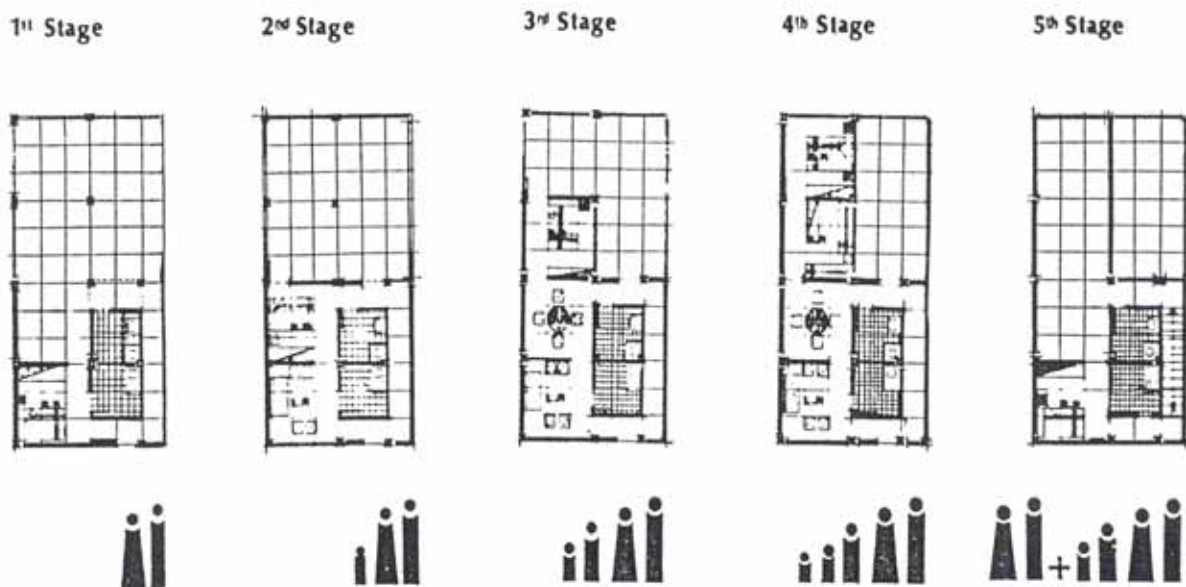 1st Stage
2nd Stage
3rd Stage
4th Stage
5th Stage
L.R
L.R
L.R
+